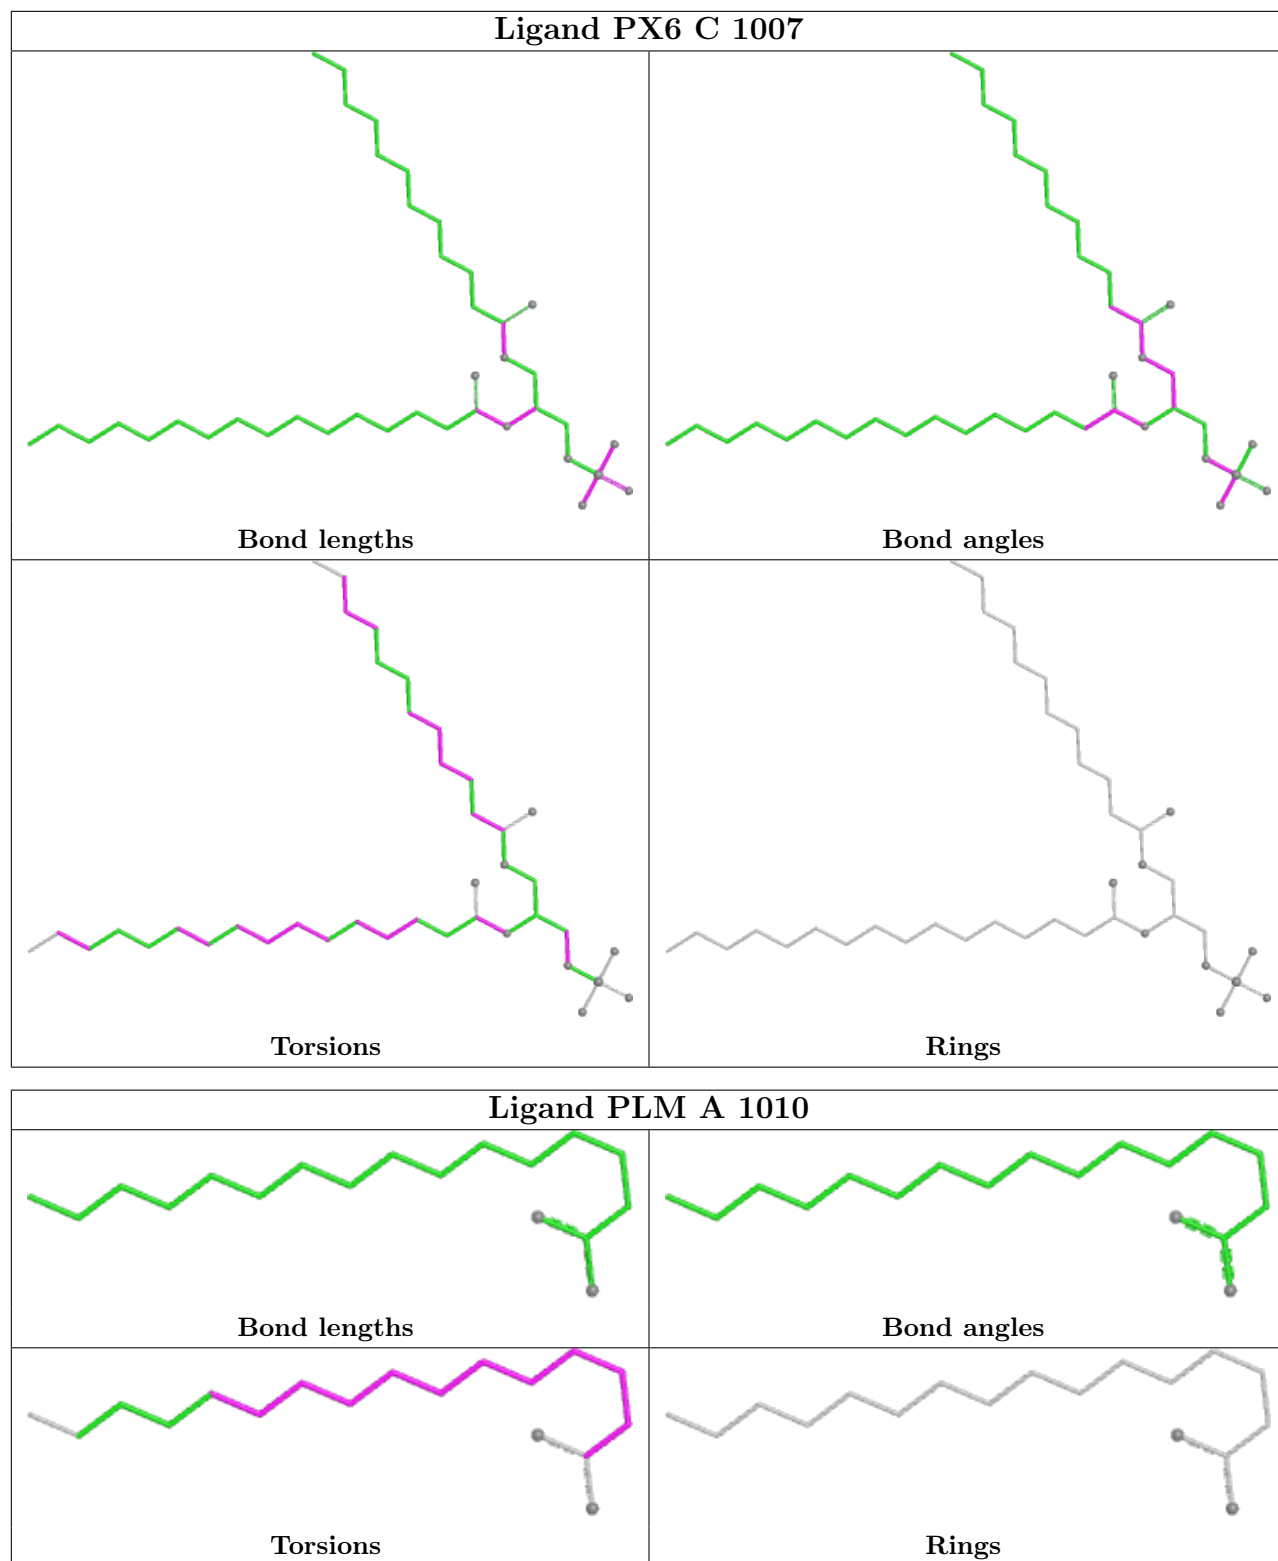 Ligand PX6 C 1007
Bond lengths
Bond angles
Torsions
Rings
Ligand PLM A 1010
Bond lengths
Bond angles
Torsions
Rings